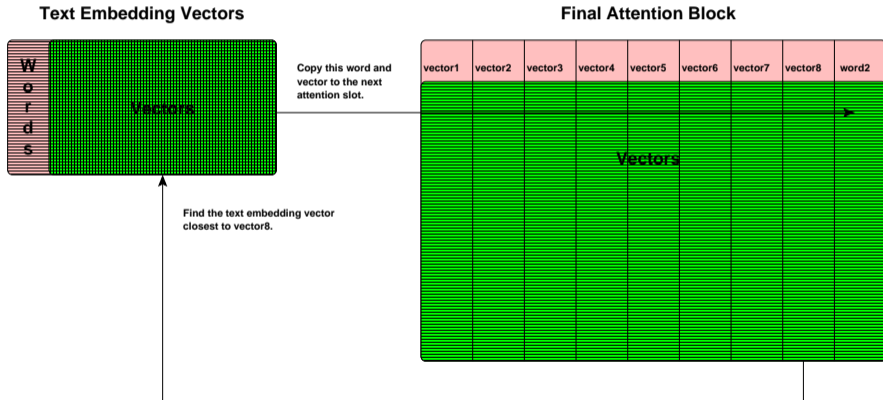 Text Embedding Vectors
Final Attention Block
Words
Vectors
Copy this word and
vector to the next
attention slot.
vector1 vector2 vector3 vector4 vector5 vector6 vector7 vector8 word2
Vectors
Find the text embedding vector
closest to vector8.